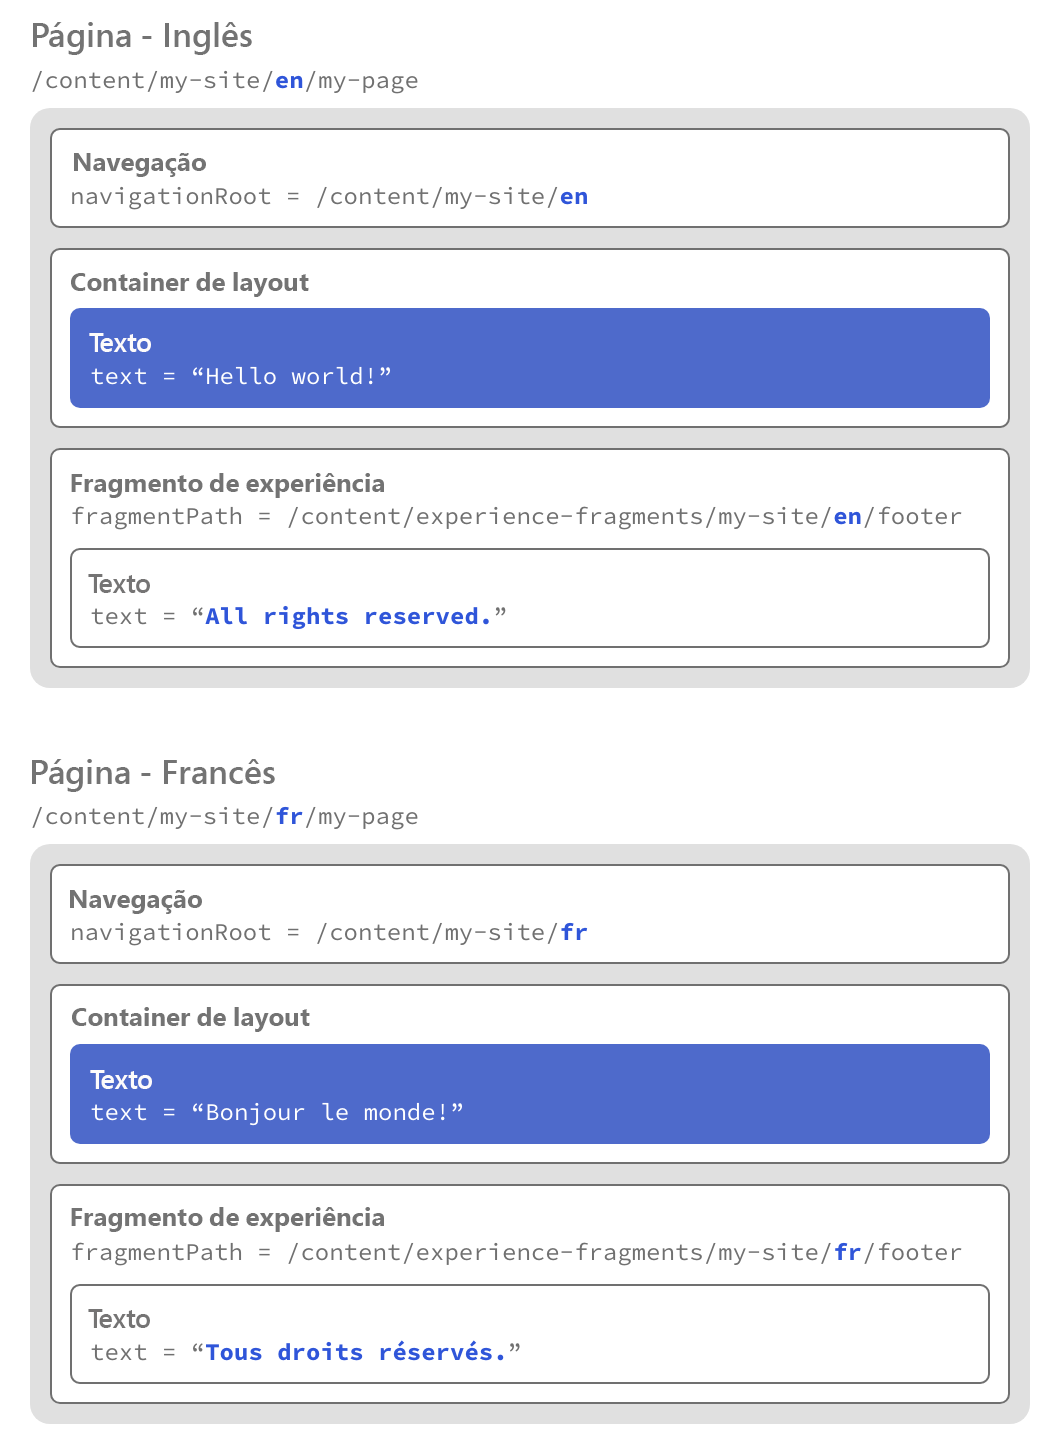 Página - Inglês
/content/my-site/en/my-page
Navegação
navigationRoot = /content/my-site/en
Container de layout
Texto
text = “Hello world!”
Fragmento de experiência
fragmentPath = /content/experience-fragments/my-site/en/footer
Texto
text = “All rights reserved.”
Página - Francês
/content/my-site/fr/my-page
Navegação
navigationRoot = /content/my-site/fr
Container de layout
Texto
text = “Bonjour le monde!”
Fragmento de experiência
fragmentPath = /content/experience-fragments/my-site/fr/footer
Texto
text = “Tous droits réservés.”